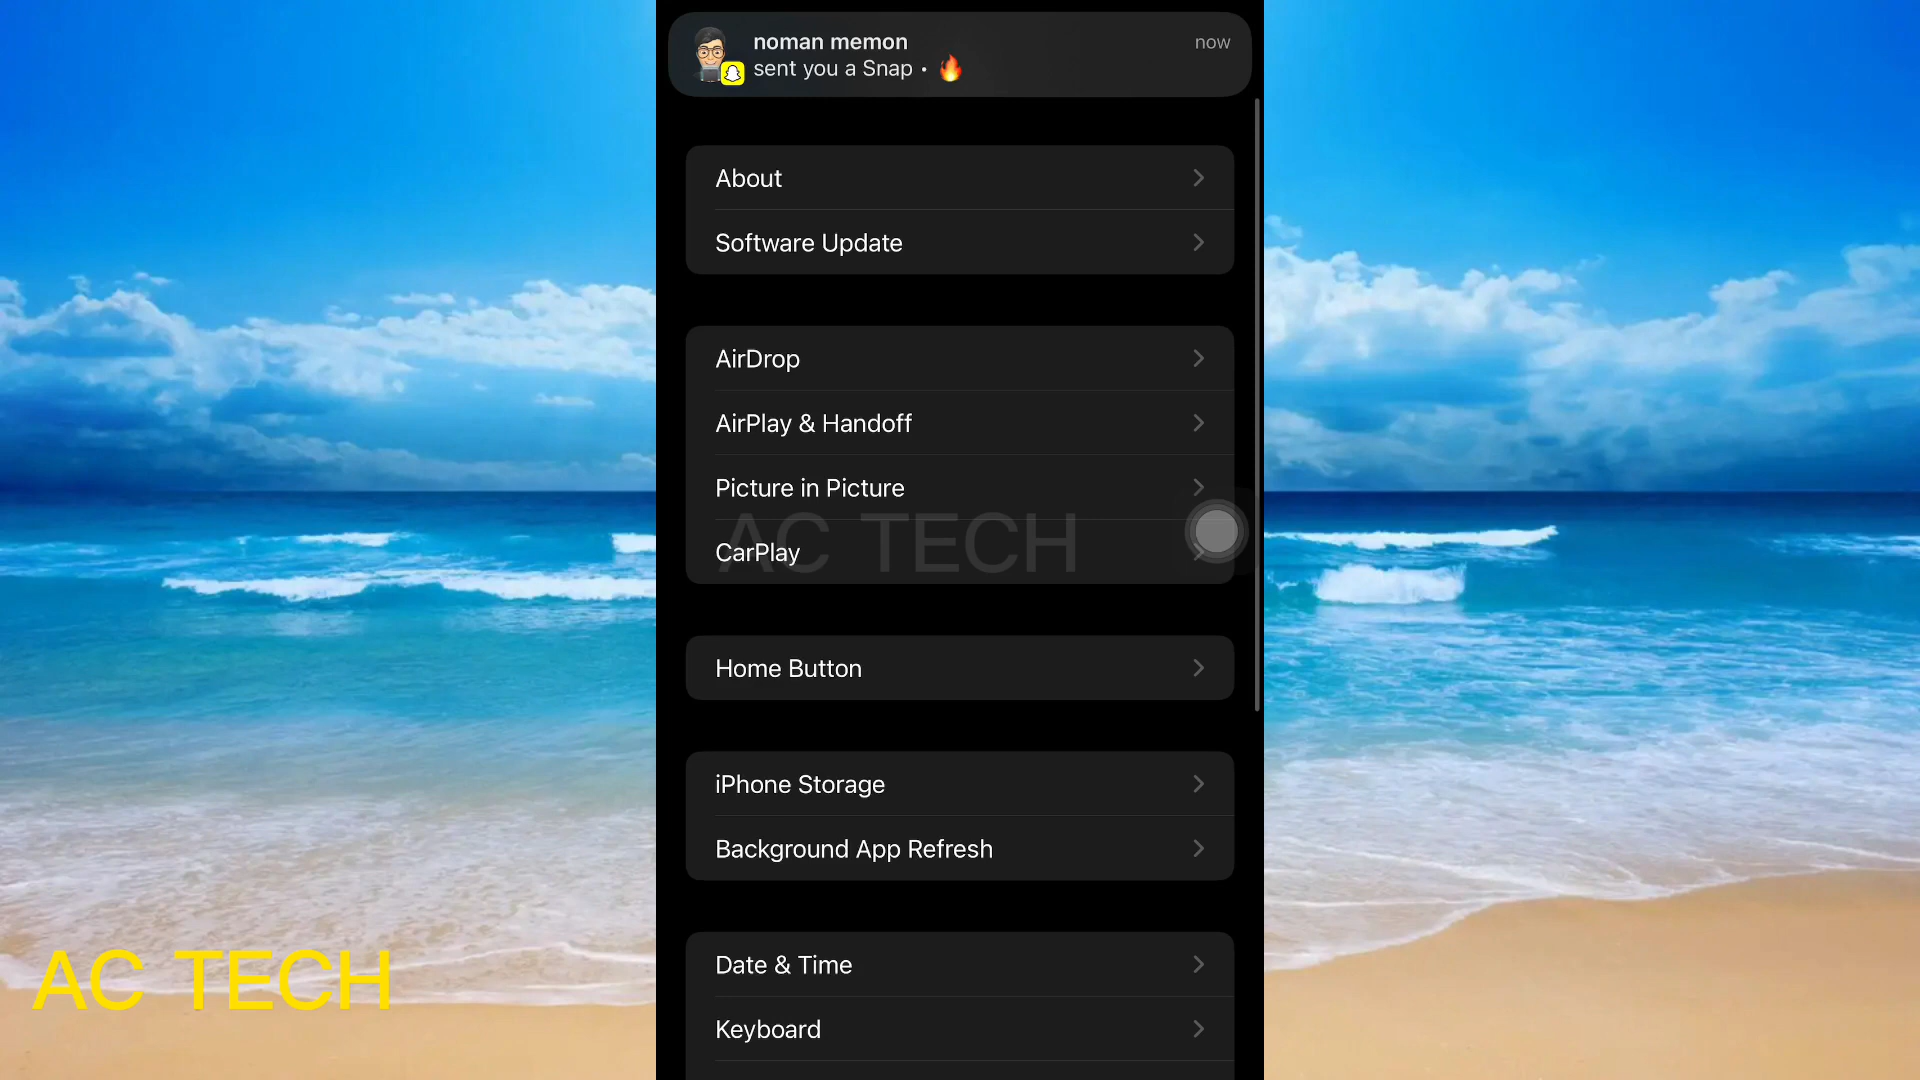 noman memon
now
sent you a Snap • 🔥
About
Software Update
AirDrop
AirPlay & Handoff
Picture in Picture
AC TECH
CarPlay
Home Button
iPhone Storage
Background App Refresh
Date & Time
AC TECH
Keyboard